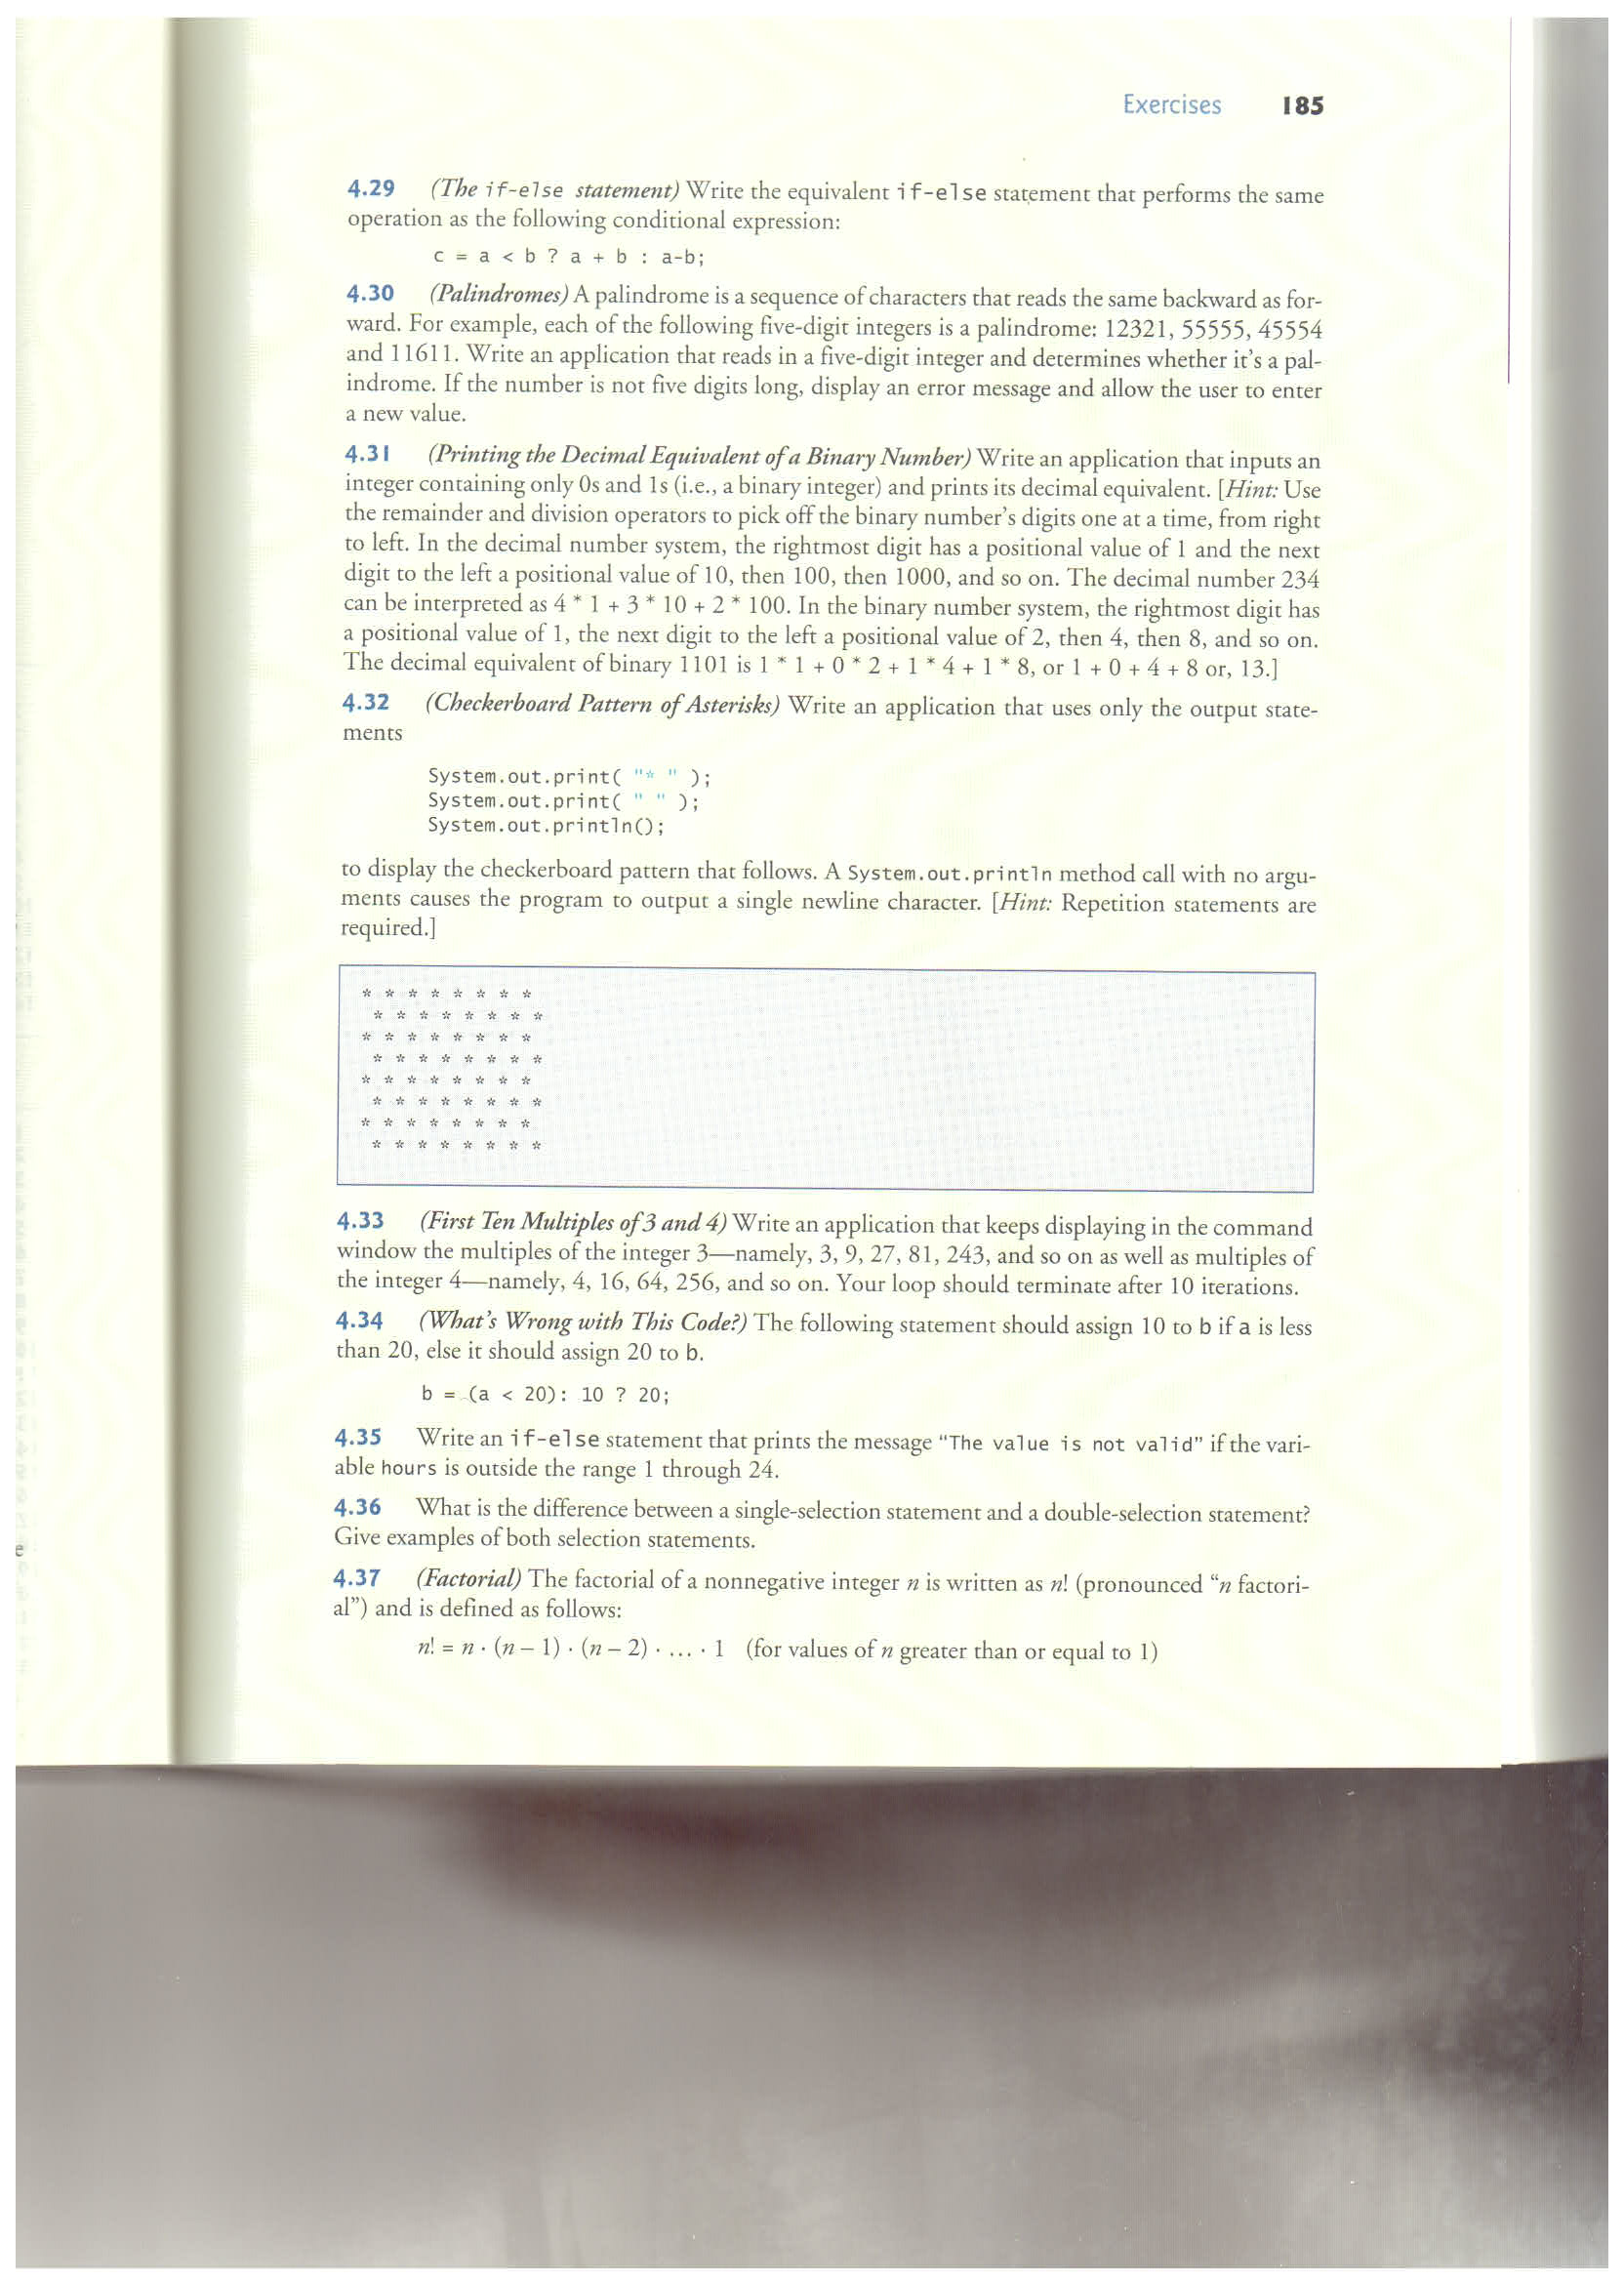 Exercises 185
4.29 (The if-else statement) Write the equivalent if-else statement that performs the same
operation as the following conditional expression:
c = a < b ? a + b : a-b;
4.30 (Palindromes) A palindrome is a sequence of characters that reads the same backward as for-
ward. For example, each of the following five-digit integers is a palindrome: 12321, 55555, 45554
and 11611. Write an application that reads in a five-digit integer and determines whether it's a pal-
indrome. If the number is not five digits long, display an error message and allow the user to enter
a new value.
4.31 (Printing the Decimal Equivalent of a Binary Number) Write an application that inputs an
integer containing only 0s and 1s (i.e., a binary integer) and prints its decimal equivalent. [Hint: Use
the remainder and division operators to pick off the binary number's digits one at a time, from right
to left. In the decimal number system, the rightmost digit has a positional value of 1 and the next
digit to the left a positional value of 10, then 100, then 1000, and so on. The decimal number 234
can be interpreted as 4 * 1 + 3 * 10 + 2 * 100. In the binary number system, the rightmost digit has
a positional value of 1, the next digit to the left a positional value of 2, then 4, then 8, and so on.
The decimal equivalent of binary 1101 is 1 * 1 + 0 * 2 + 1 * 4 + 1 * 8, or 1 + 0 + 4 + 8 or, 13.]
4.32 (Checkerboard Pattern of Asterisks) Write an application that uses only the output state-
ments
System.out.print( "* " );
System.out.print( " " );
System.out.println();
to display the checkerboard pattern that follows. A System.out.println method call with no argu-
ments causes the program to output a single newline character. [Hint: Repetition statements are
required.]
* * * * * * * *
 * * * * * * * *
* * * * * * * *
 * * * * * * * *
* * * * * * * *
 * * * * * * * *
* * * * * * * *
 * * * * * * * *
4.33 (First Ten Multiples of 3 and 4) Write an application that keeps displaying in the command
window the multiples of the integer 3—namely, 3, 9, 27, 81, 243, and so on as well as multiples of
the integer 4—namely, 4, 16, 64, 256, and so on. Your loop should terminate after 10 iterations.
4.34 (What's Wrong with This Code?) The following statement should assign 10 to b if a is less
than 20, else it should assign 20 to b.
b = (a < 20): 10 ? 20;
4.35 Write an if-else statement that prints the message "The value is not valid" if the vari-
able hours is outside the range 1 through 24.
4.36 What is the difference between a single-selection statement and a double-selection statement?
Give examples of both selection statements.
4.37 (Factorial) The factorial of a nonnegative integer n is written as n! (pronounced "n factori-
al") and is defined as follows:
n! = n · (n – 1) · (n – 2) · ... · 1 (for values of n greater than or equal to 1)
e